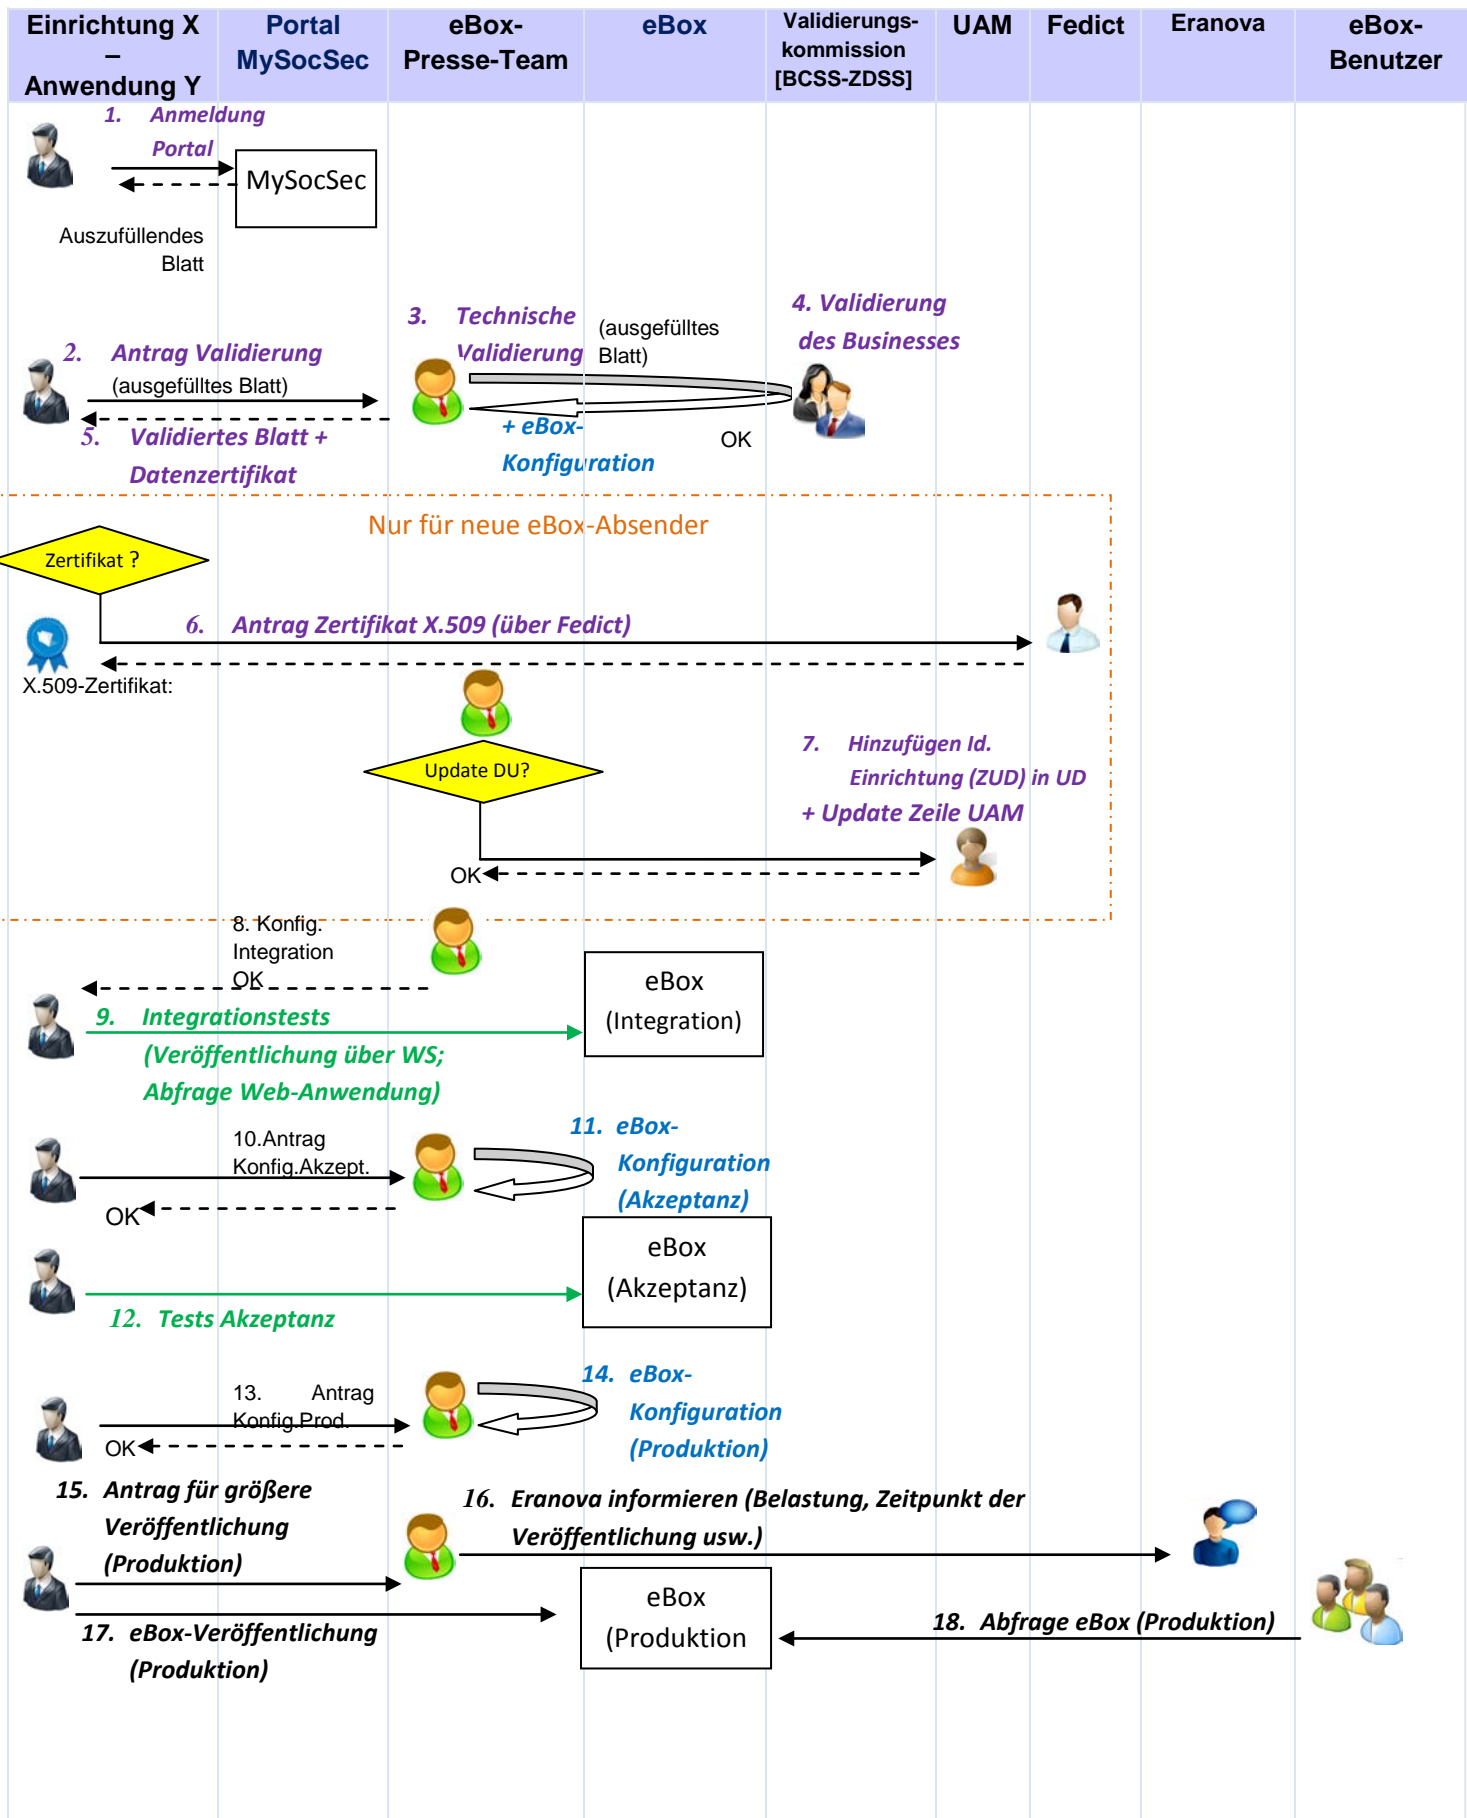 Einrichtung X
–
Anwendung Y
Portal
MySocSec
eBox-
Presse-Team
eBox
Validierungs-
kommission
[BCSS-ZDSS]
UAM
Fedict
Eranova
eBox-
Benutzer
1. Anmeldung
Portal
MySocSec
Auszufüllendes
Blatt
2. Antrag Validierung
(ausgefülltes Blatt)
3. Technische
Validierung
(ausgefülltes
Blatt)
4. Validierung
des Businesses
5. Validiertes Blatt +
Datenzertifikat
+ eBox-
Konfiguration
OK
Nur für neue eBox-Absender
Zertifikat ?
6. Antrag Zertifikat X.509 (über Fedict)
X.509-Zertifikat:
Update DU?
7. Hinzufügen Id.
Einrichtung (ZUD) in UD
+ Update Zeile UAM
OK
8. Konfig.
Integration
OK
eBox
(Integration)
9. Integrationstests
(Veröffentlichung über WS;
Abfrage Web-Anwendung)
10.Antrag
Konfig.Akzept.
OK
11. eBox-
Konfiguration
(Akzeptanz)
eBox
(Akzeptanz)
12. Tests Akzeptanz
13. Antrag
Konfig.Prod.
OK
14. eBox-
Konfiguration
(Produktion)
15. Antrag für größere
Veröffentlichung
(Produktion)
16. Eranova informieren (Belastung, Zeitpunkt der
Veröffentlichung usw.)
eBox
(Produktion
17. eBox-Veröffentlichung
(Produktion)
18. Abfrage eBox (Produktion)